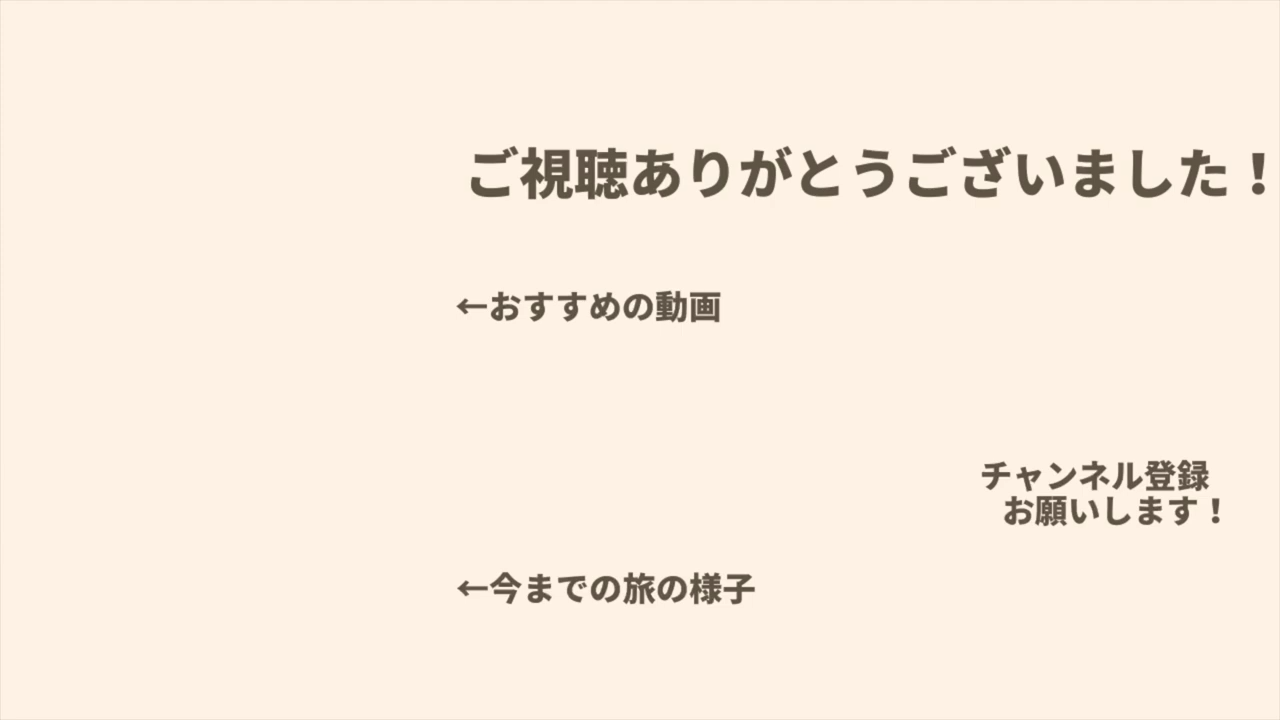 ご視聴ありがとうございました！
←おすすめの動画
チャンネル登録
お願いします！
←今までの旅の様子